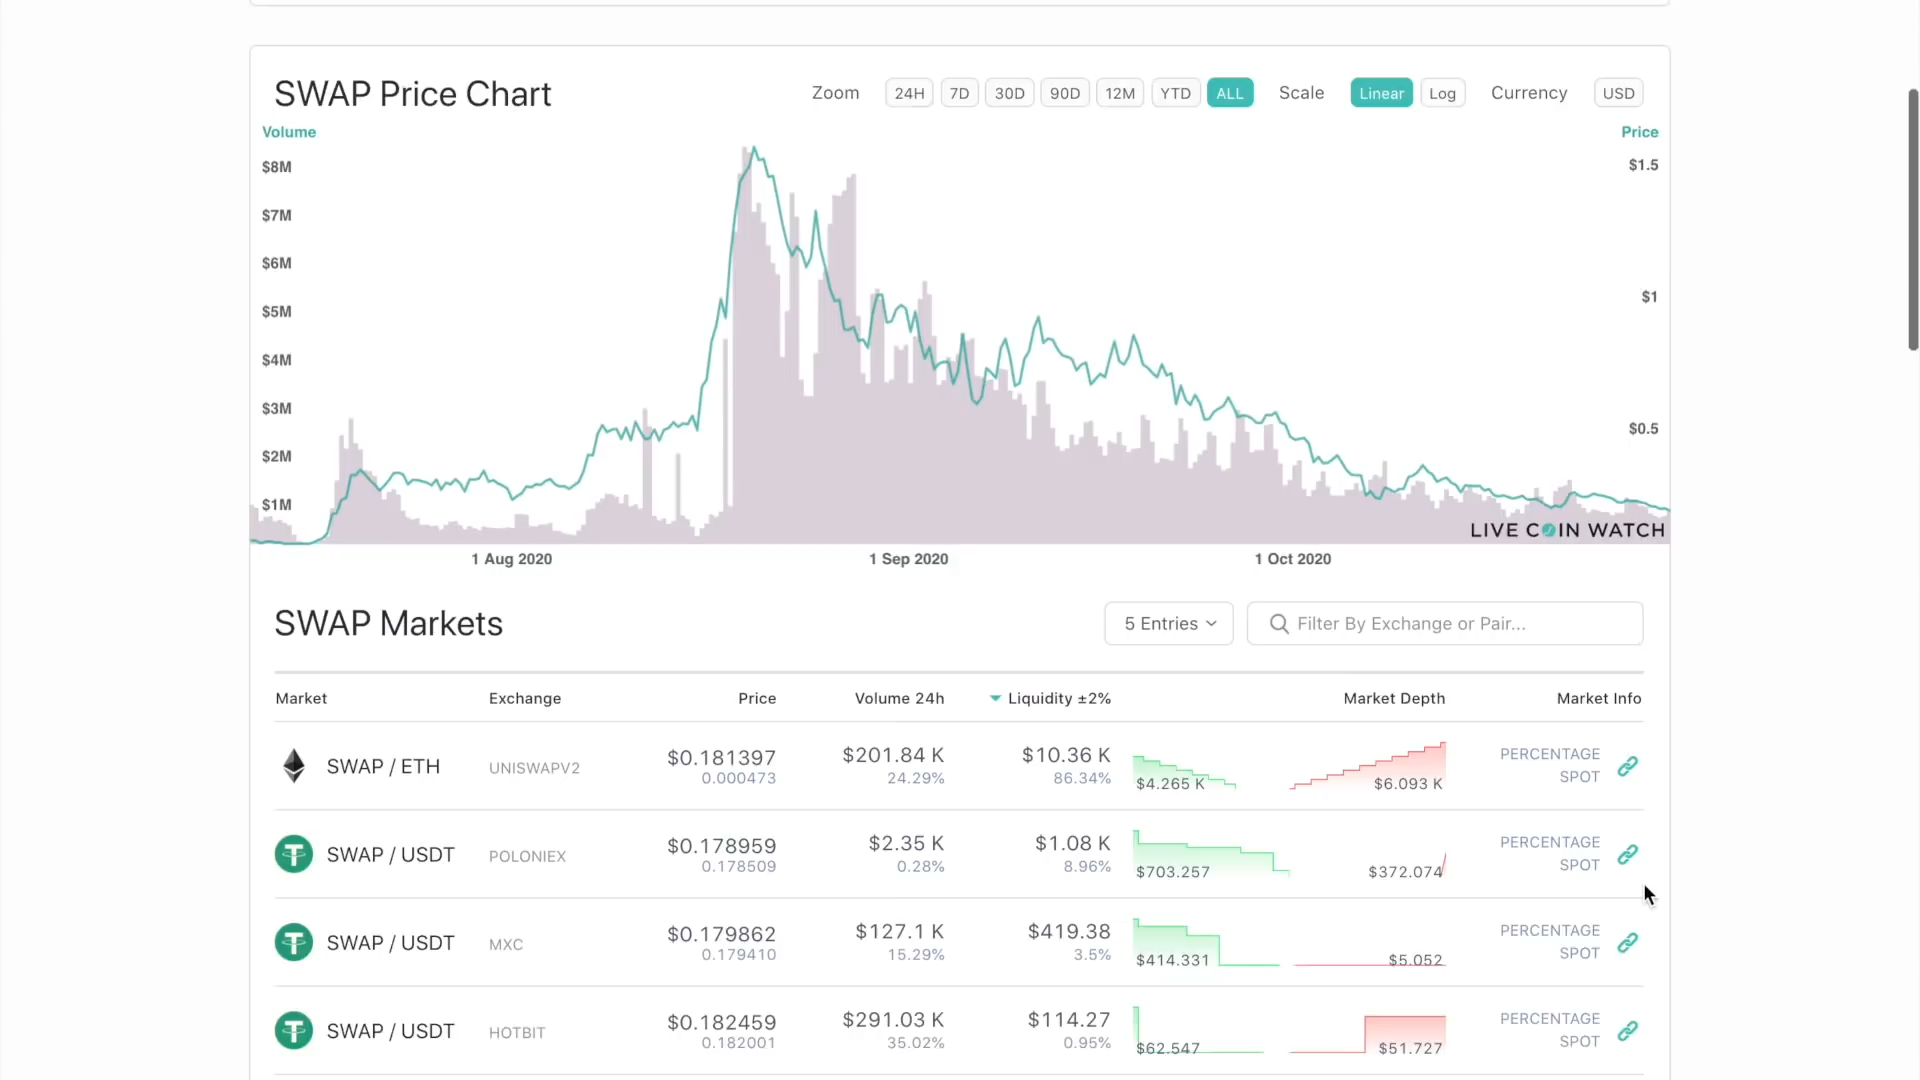 SWAP Price Chart Zoom 24H 7D 30D 90D 12M YTD ALL Scale Linear Log Currency USD
Volume Price
$8M $1.5
$7M
$6M
$1
$5M
$4M
$3M
$0.5
$2M
$1M
LIVE COIN WATCH
1 Aug 2020 1 Sep 2020 1 Oct 2020
SWAP Markets 5 Entries Filter By Exchange or Pair...
Market Exchange Price Volume 24h Liquidity ±2% Market Depth Market Info
SWAP / ETH UNISWAPV2 $0.181397 $201.84 K $10.36 K PERCENTAGE
0.000473 24.29% 86.34% $4.265 K $6.093 K SPOT
SWAP / USDT POLONIEX $0.178959 $2.35 K $1.08 K PERCENTAGE
0.178509 0.28% 8.96% $703.257 $372.074 SPOT
SWAP / USDT MXC $0.179862 $127.1 K $419.38 PERCENTAGE
0.179410 15.29% 3.5% $414.331 $5.052 SPOT
SWAP / USDT HOTBIT $0.182459 $291.03 K $114.27 PERCENTAGE
0.182001 35.02% 0.95% $62.547 $51.727 SPOT